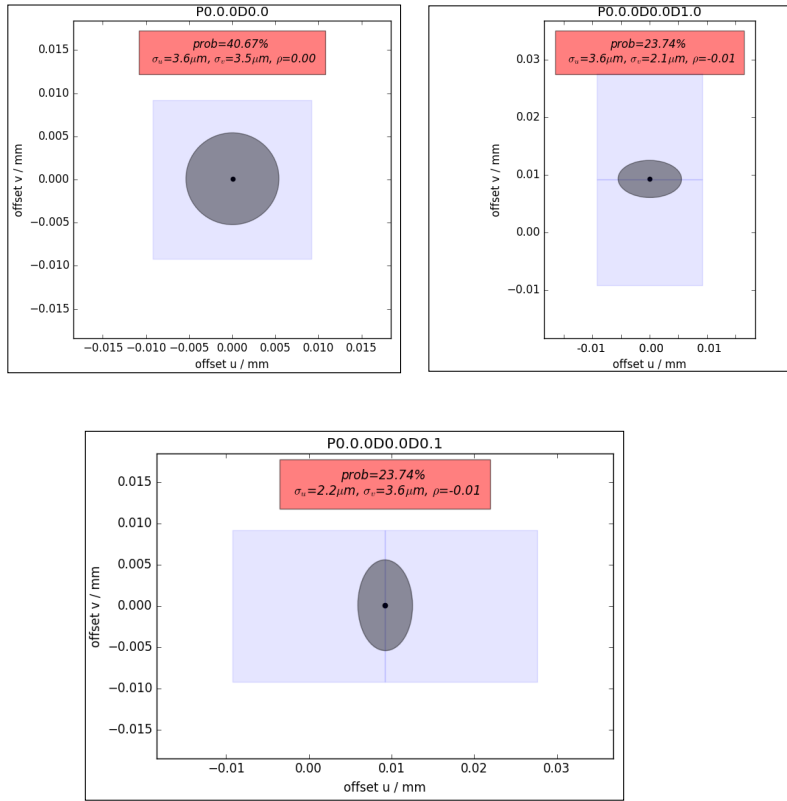 P0.0.0D0.0
prob=40.67%
σu=3.6μm, σv=3.5μm, ρ=0.00
0.015
0.010
0.005
0.000
−0.005
−0.010
−0.015
offset v / mm
−0.015 −0.010 −0.005 0.000 0.005 0.010 0.015
offset u / mm
P0.0.0D0.0D1.0
prob=23.74%
σu=3.6μm, σv=2.1μm, ρ=-0.01
0.03
0.02
0.01
0.00
−0.01
offset v / mm
-0.01 0.00 0.01
offset u / mm
P0.0.0D0.0D0.1
prob=23.74%
σu=2.2μm, σv=3.6μm, ρ=-0.01
0.015
0.010
0.005
0.000
−0.005
−0.010
−0.015
offset v / mm
−0.01 0.00 0.01 0.02 0.03
offset u / mm